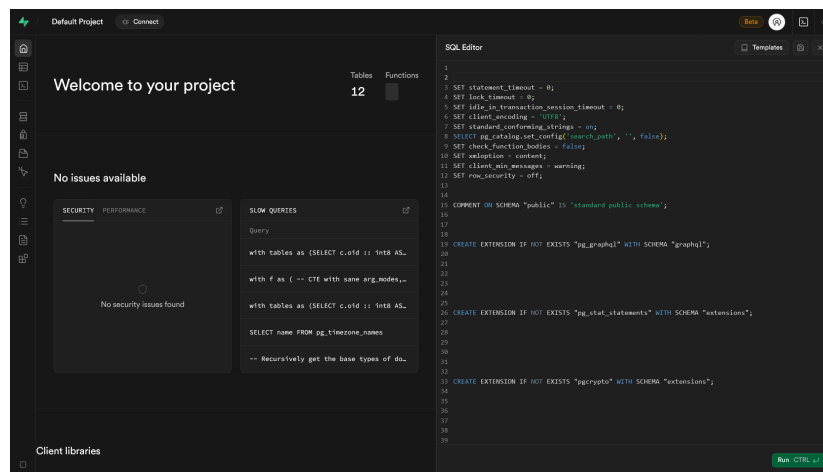 Default Project
Connect
Beta
Welcome to your project
Tables
12
Functions
No issues available
SECURITY PERFORMANCE
No security issues found
SLOW QUERIES
Query
with tables as (SELECT c.oid :: int8 AS…
with f as ( -- CTE with sane arg_modes,…
with tables as (SELECT c.oid :: int8 AS…
SELECT name FROM pg_timezone_names
-- Recursively get the base types of do…
Client libraries
SQL Editor
Templates
1
2
3 SET statement_timeout = 0;
4 SET lock_timeout = 0;
5 SET idle_in_transaction_session_timeout = 0;
6 SET client_encoding = 'UTF8';
7 SET standard_conforming_strings = on;
8 SELECT pg_catalog.set_config('search_path', '', false);
9 SET check_function_bodies = false;
10 SET xmloption = content;
11 SET client_min_messages = warning;
12 SET row_security = off;
13
14
15 COMMENT ON SCHEMA "public" IS 'standard public schema';
16
17
18
19 CREATE EXTENSION IF NOT EXISTS "pg_graphql" WITH SCHEMA "graphql";
20
21
22
23
24
25
26 CREATE EXTENSION IF NOT EXISTS "pg_stat_statements" WITH SCHEMA "extensions";
27
28
29
30
31
32
33 CREATE EXTENSION IF NOT EXISTS "pgcrypto" WITH SCHEMA "extensions";
34
35
36
37
38
39
Run CTRL ↵